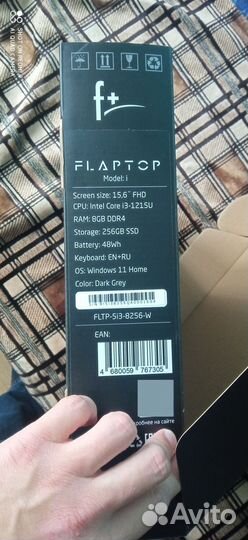 f+
FLAPTOP
Model: i
Screen size: 15,6" FHD
CPU: Intel Core i3-1215U
RAM: 8GB DDR4
Storage: 256GB SSD
Battery: 48Wh
Keyboard: EN+RU
OS: Windows 11 Home
Color: Dark Grey
FLTP-5i3-8256-W
EAN:
4 680059 767305
на сайте
Avito